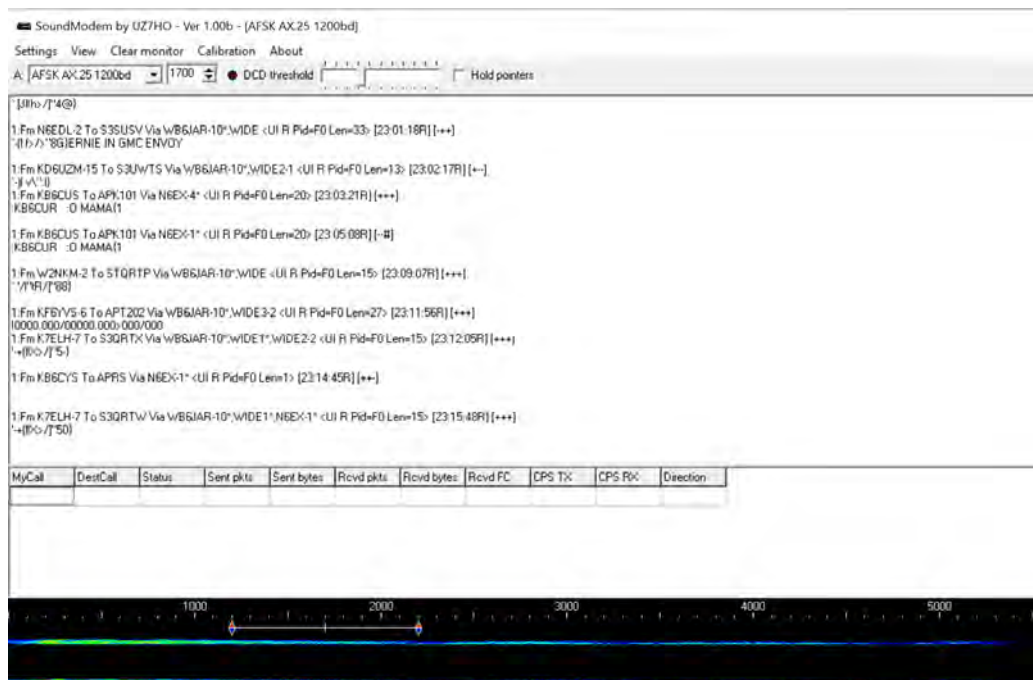 SoundModem by UZ7HO - Ver 1.00b - [AFSK AX.25 1200bd]
Settings View Clear monitor Calibration About
A: AFSK AX.25 1200bd 1700 DCD threshold Hold pointers
1:Fm N6EDL-2 To S3SUSV Via WB6JAR-10*,WIDE <UI R Pid=F0 Len=33> [23:01:18R] [-++]
ERNIE IN GMC ENVOY
1:Fm KD6UZM-15 To S3UWTS Via WB6JAR-10*,WIDE2-1 <UI R Pid=F0 Len=13> [23:02:17R] [+--]
1:Fm KB6CUS To APK101 Via N6EX-4* <UI R Pid=F0 Len=20> [23:03:21R] [+++]
:KB6CUR :O MAMA{1
1:Fm KB6CUS To APK101 Via N6EX-1* <UI R Pid=F0 Len=20> [23:05:08R] [--#]
:KB6CUR :O MAMA{1
1:Fm W2NKM-2 To STQRTP Via WB6JAR-10*,WIDE <UI R Pid=F0 Len=15> [23:09:07R] [+++]
1:Fm KF6YVS-6 To APT202 Via WB6JAR-10*,WIDE3-2 <UI R Pid=F0 Len=27> [23:11:56R] [+++]
!0000.000/00000.000>000/000
1:Fm K7ELH-7 To S3QRTX Via WB6JAR-10*,WIDE1*,WIDE2-2 <UI R Pid=F0 Len=15> [23:12:05R] [+++]
1:Fm KB6CYS To APRS Via N6EX-1* <UI R Pid=F0 Len=1> [23:14:45R] [++-]
1:Fm K7ELH-7 To S3QRTW Via WB6JAR-10*,WIDE1*,N6EX-1* <UI R Pid=F0 Len=15> [23:15:48R] [+++]
MyCall DestCall Status Sent pkts Sent bytes Rcvd pkts Rcvd bytes Rcvd FC CPS TX CPS RX Direction
1000 2000 3000 4000 5000